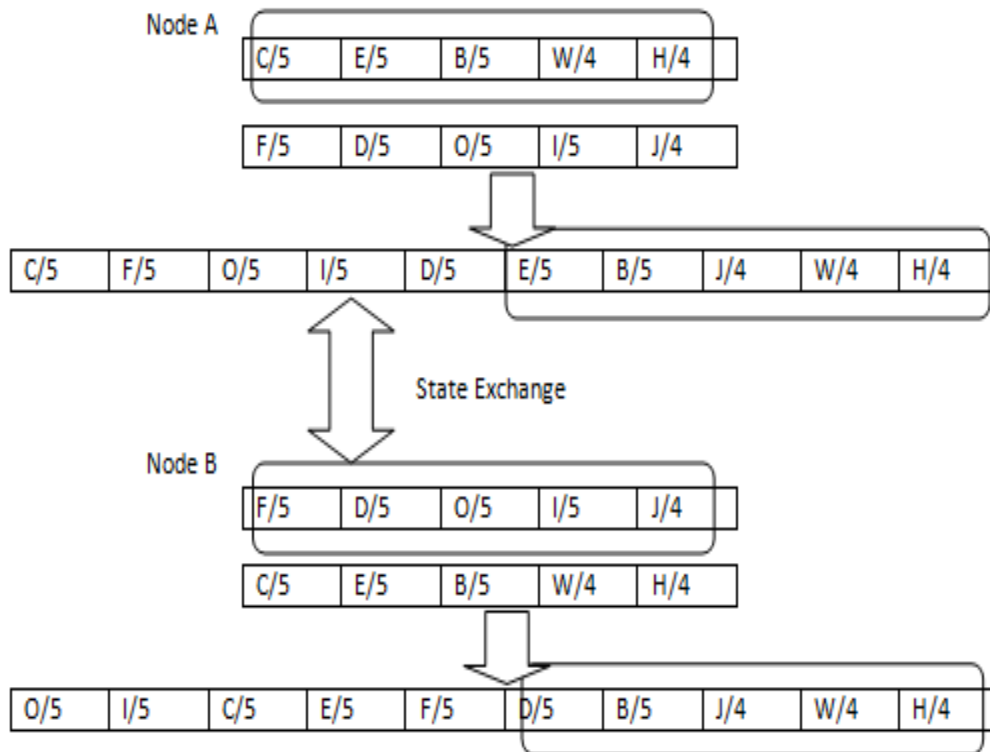 Node A
C/5 E/5 B/5 W/4 H/4
F/5 D/5 O/5 I/5 J/4
C/5 F/5 O/5 I/5 D/5 E/5 B/5 J/4 W/4 H/4
State Exchange
Node B
F/5 D/5 O/5 I/5 J/4
C/5 E/5 B/5 W/4 H/4
O/5 I/5 C/5 E/5 F/5 D/5 B/5 J/4 W/4 H/4